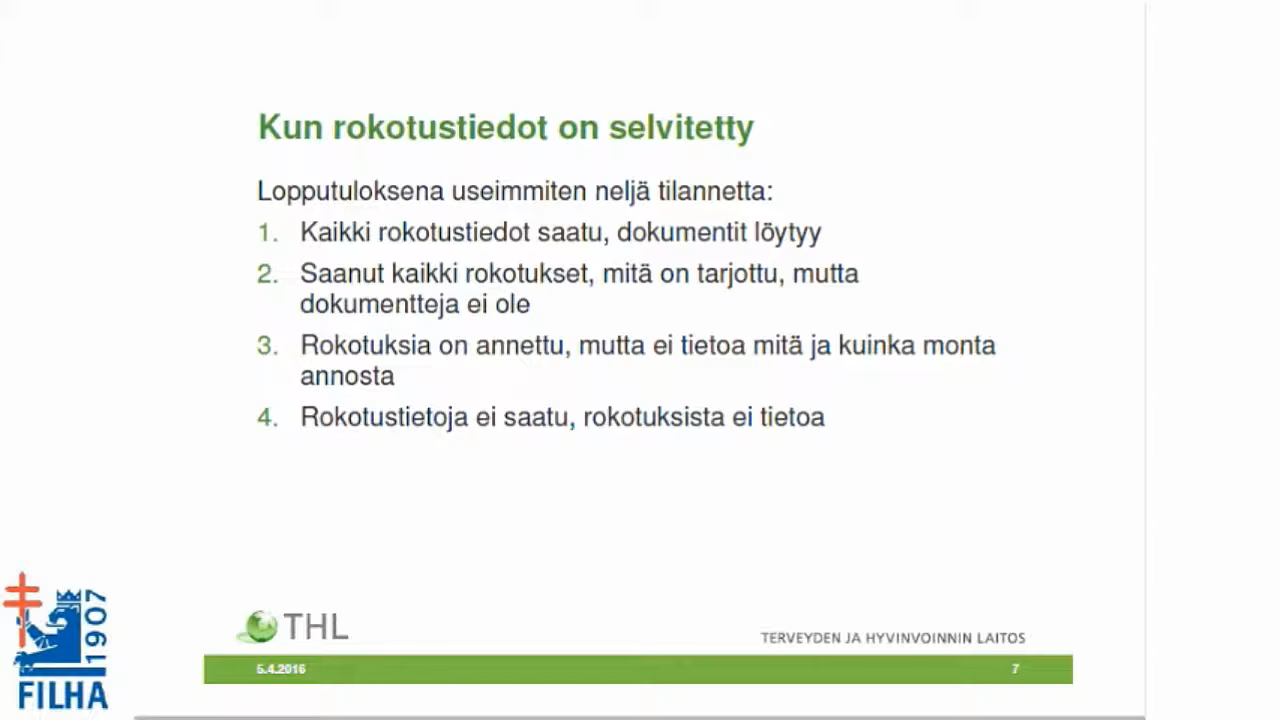 Kun rokotustiedot on selvitetty
Lopputuloksena useimmiten neljä tilannetta:
1. Kaikki rokotustiedot saatu, dokumentit löytyy
2. Saanut kaikki rokotukset, mitä on tarjottu, mutta
dokumentteja ei ole
3. Rokotuksia on annettu, mutta ei tietoa mitä ja kuinka monta
annosta
4. Rokotustietoja ei saatu, rokotuksista ei tietoa
1907
FILHA
THL
TERVEYDEN JA HYVINVOINNIN LAITOS
5.4.2016
7